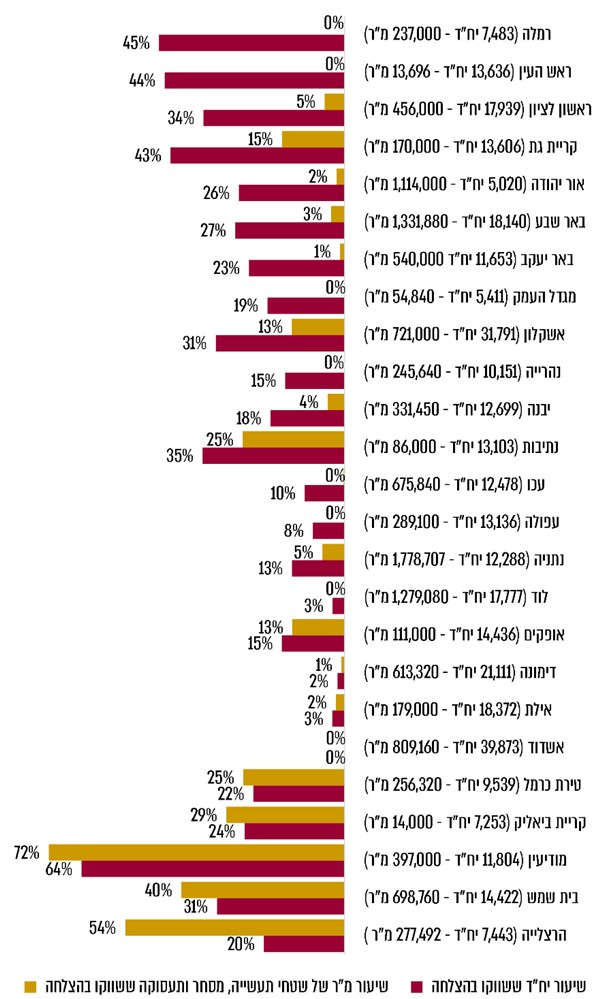 רמלה (7,483 יח"ד - 237,000 מ"ר) 0% 45%
ראש העין (13,636 יח"ד - 13,696 מ"ר) 0% 44%
ראשון לציון (17,939 יח"ד - 456,000 מ"ר) 5% 34%
קריית גת (13,606 יח"ד - 170,000 מ"ר) 15% 43%
אור יהודה (5,020 יח"ד - 1,114,000 מ"ר) 2% 26%
באר שבע (18,140 יח"ד - 1,331,880 מ"ר) 3% 27%
באר יעקב (11,653 יח"ד 540,000 מ"ר) 1% 23%
מגדל העמק (5,411 יח"ד - 54,840 מ"ר) 0% 19%
אשקלון (31,791 יח"ד - 721,000 מ"ר) 13% 31%
נהרייה (10,151 יח"ד - 245,640 מ"ר) 0% 15%
יבנה (12,699 יח"ד - 331,450 מ"ר) 4% 18%
נתיבות (13,103 יח"ד - 86,000 מ"ר) 25% 35%
עכו (12,478 יח"ד - 675,840 מ"ר) 0% 10%
עפולה (13,136 יח"ד - 289,100 מ"ר) 0% 8%
נתניה (12,288 יח"ד - 1,778,707 מ"ר) 5% 13%
לוד (17,777 יח"ד - 1,279,080 מ"ר) 0% 3%
אופקים (14,436 יח"ד - 111,000 מ"ר) 13% 15%
דימונה (21,111 יח"ד - 613,320 מ"ר) 1% 2%
אילת (18,372 יח"ד - 179,000 מ"ר) 2% 3%
אשדוד (39,873 יח"ד - 809,160 מ"ר) 0% 0%
טירת כרמל (9,539 יח"ד - 256,320 מ"ר) 25% 22%
קריית ביאליק (7,253 יח"ד - 14,000 מ"ר) 29% 24%
מודיעין (11,804 יח"ד - 397,000 מ"ר) 72% 64%
בית שמש (14,422 יח"ד - 698,760 מ"ר) 40% 31%
הרצלייה (7,443 יח"ד - 277,492 מ"ר ) 54% 20%
שיעור יח"ד ששווקו בהצלחה שיעור מ"ר של שטחי תעשייה, מסחר ותעסוקה ששווקו בהצלחה